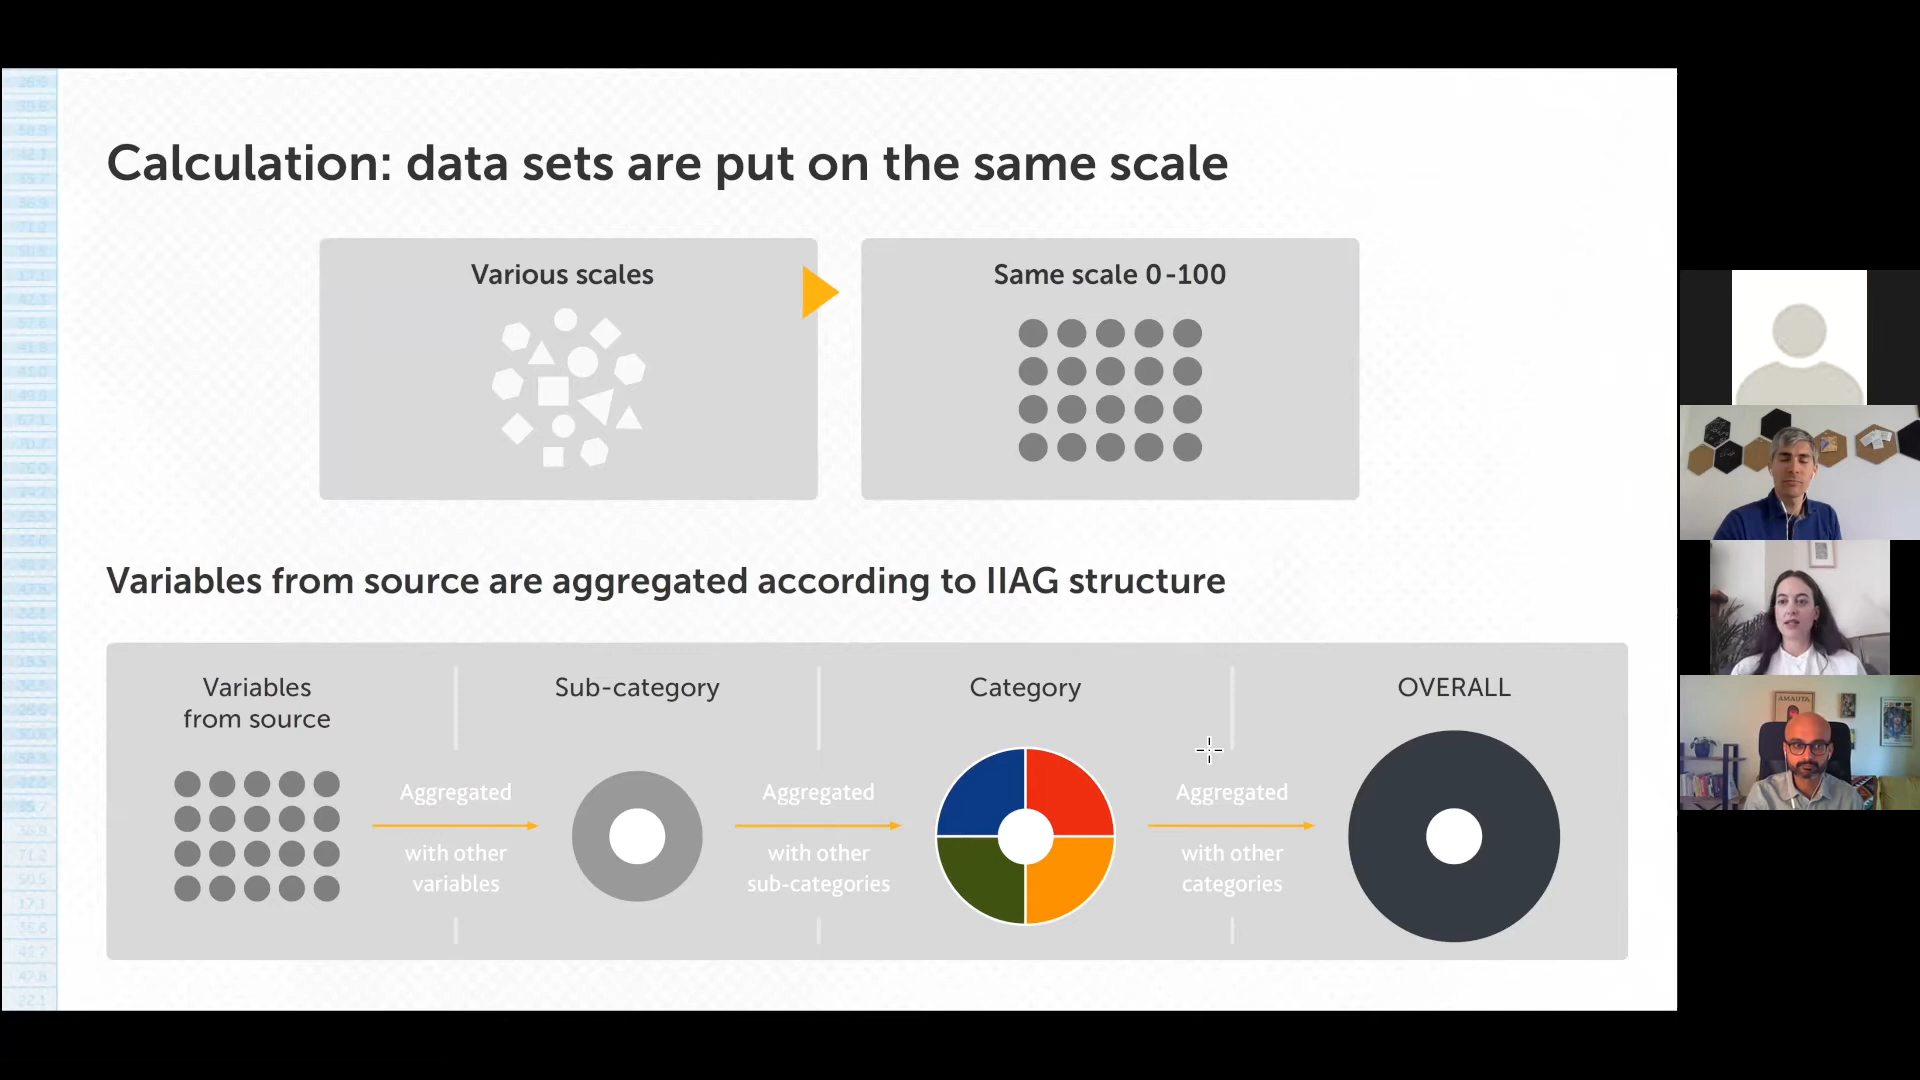 Calculation: data sets are put on the same scale
Various scales
Same scale 0-100
Variables from source are aggregated according to IIAG structure
Variables
from source
Sub-category
Category
OVERALL
Aggregated
with other
variables
Aggregated
with other
sub-categories
Aggregated
with other
categories
AMAUTA